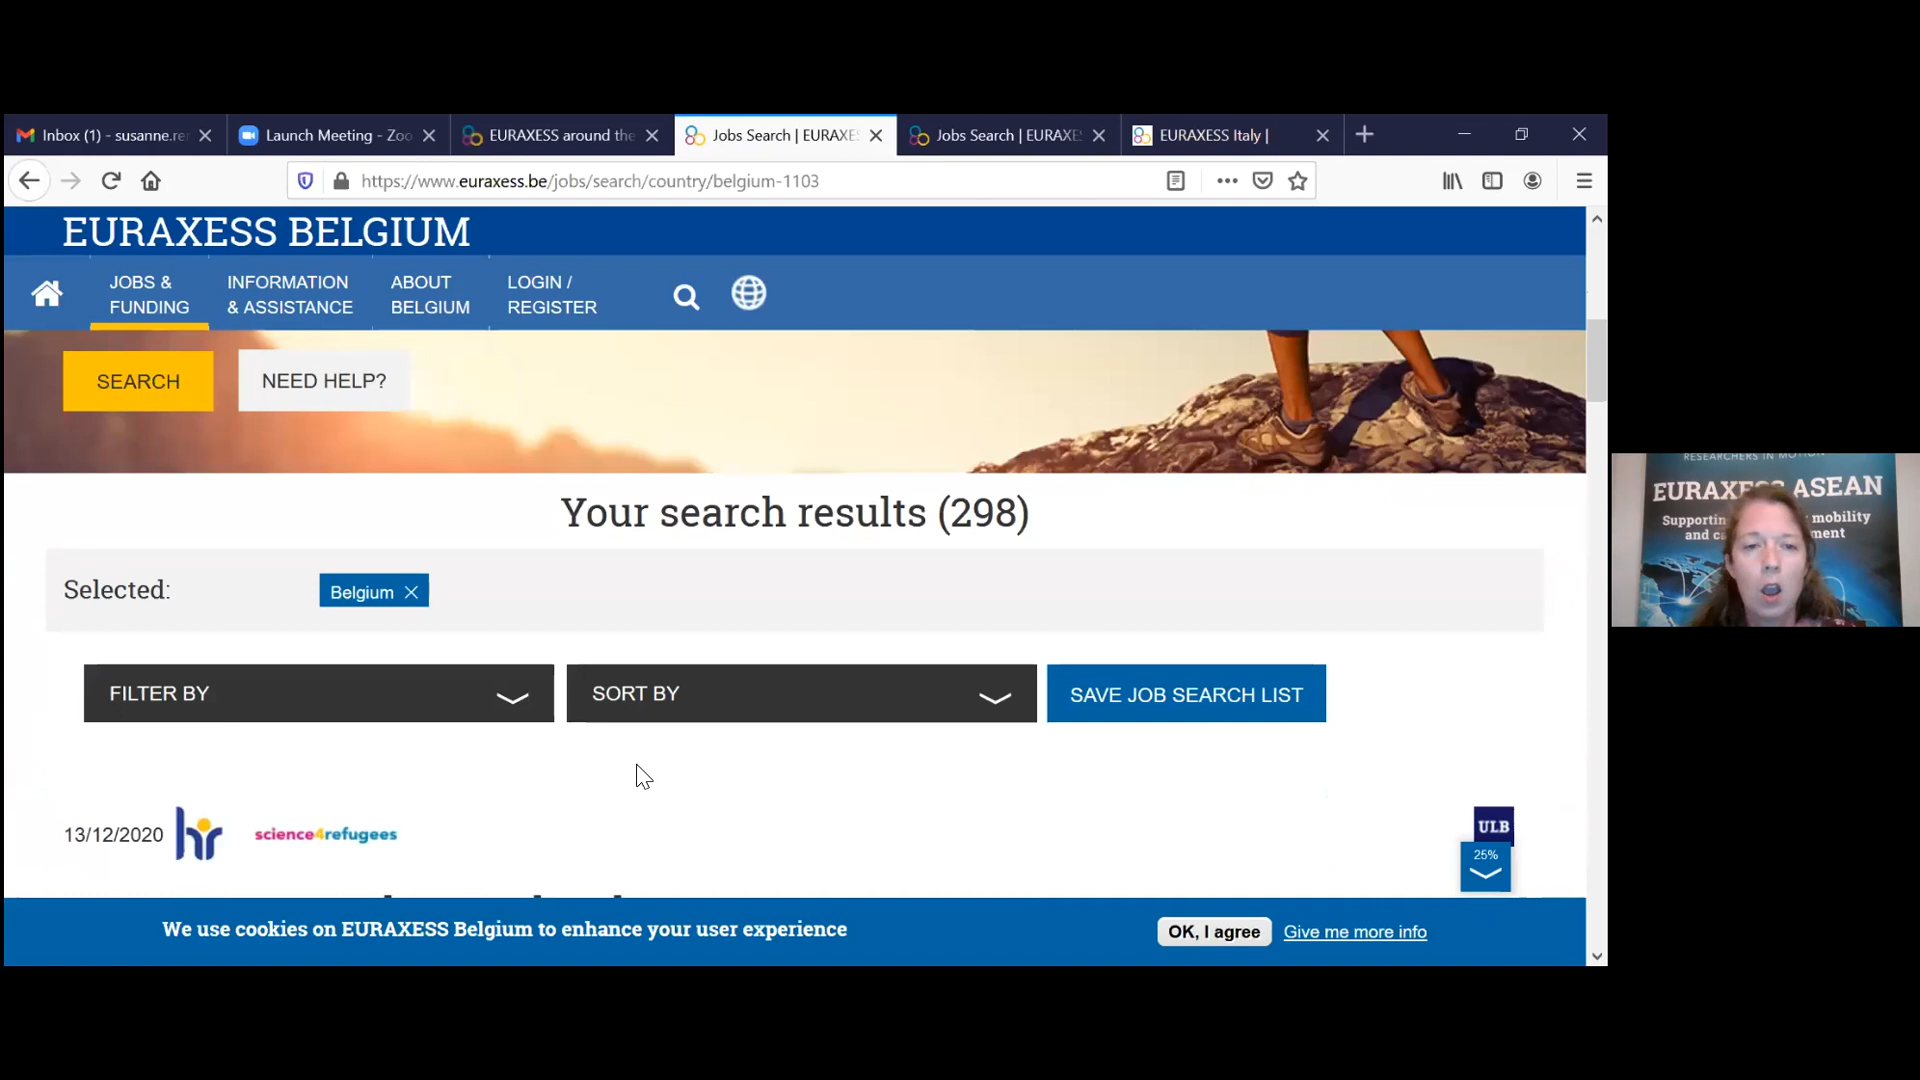 Inbox (1) - susanne.re
Launch Meeting - Zoo
EURAXESS around the
Jobs Search | EURAXES
Jobs Search | EURAXES
EURAXESS Italy |
https://www.euraxess.be/jobs/search/country/belgium-1103
EURAXESS BELGIUM
JOBS &
FUNDING
INFORMATION
& ASSISTANCE
ABOUT
BELGIUM
LOGIN /
REGISTER
SEARCH
NEED HELP?
Your search results (298)
Selected:
Belgium
FILTER BY
SORT BY
SAVE JOB SEARCH LIST
13/12/2020
hr
science4refugees
ULB
25%
We use cookies on EURAXESS Belgium to enhance your user experience
OK, I agree
Give me more info
RESEARCHERS IN MOTION
EURAXESS ASEAN
Supporting mobility
and ment